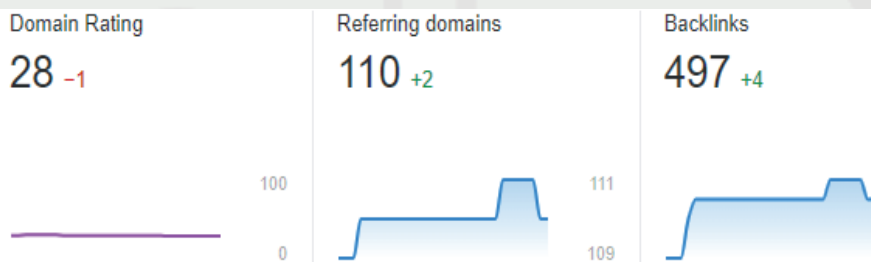 Domain Rating
28 −1
100
0
Referring domains
110 +2
111
109
Backlinks
497 +4